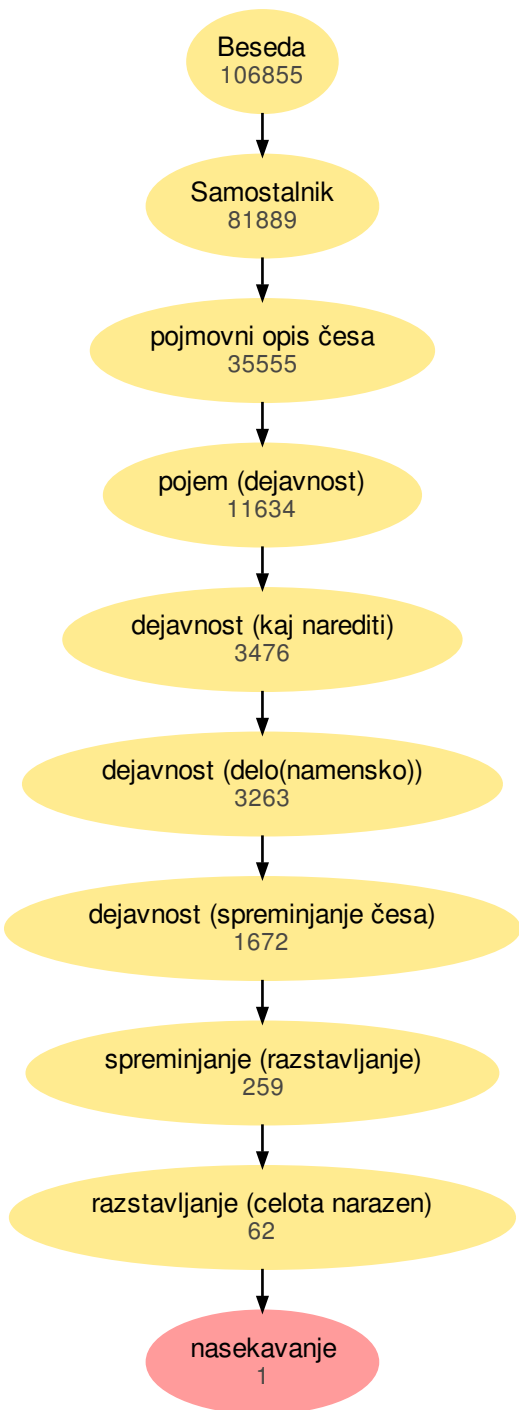 Beseda
106855
Samostalnik
81889
pojmovni opis česa
35555
pojem (dejavnost)
11634
dejavnost (kaj narediti)
3476
dejavnost (delo(namensko))
3263
dejavnost (spreminjanje česa)
1672
spreminjanje (razstavljanje)
259
razstavljanje (celota narazen)
62
nasekavanje
1